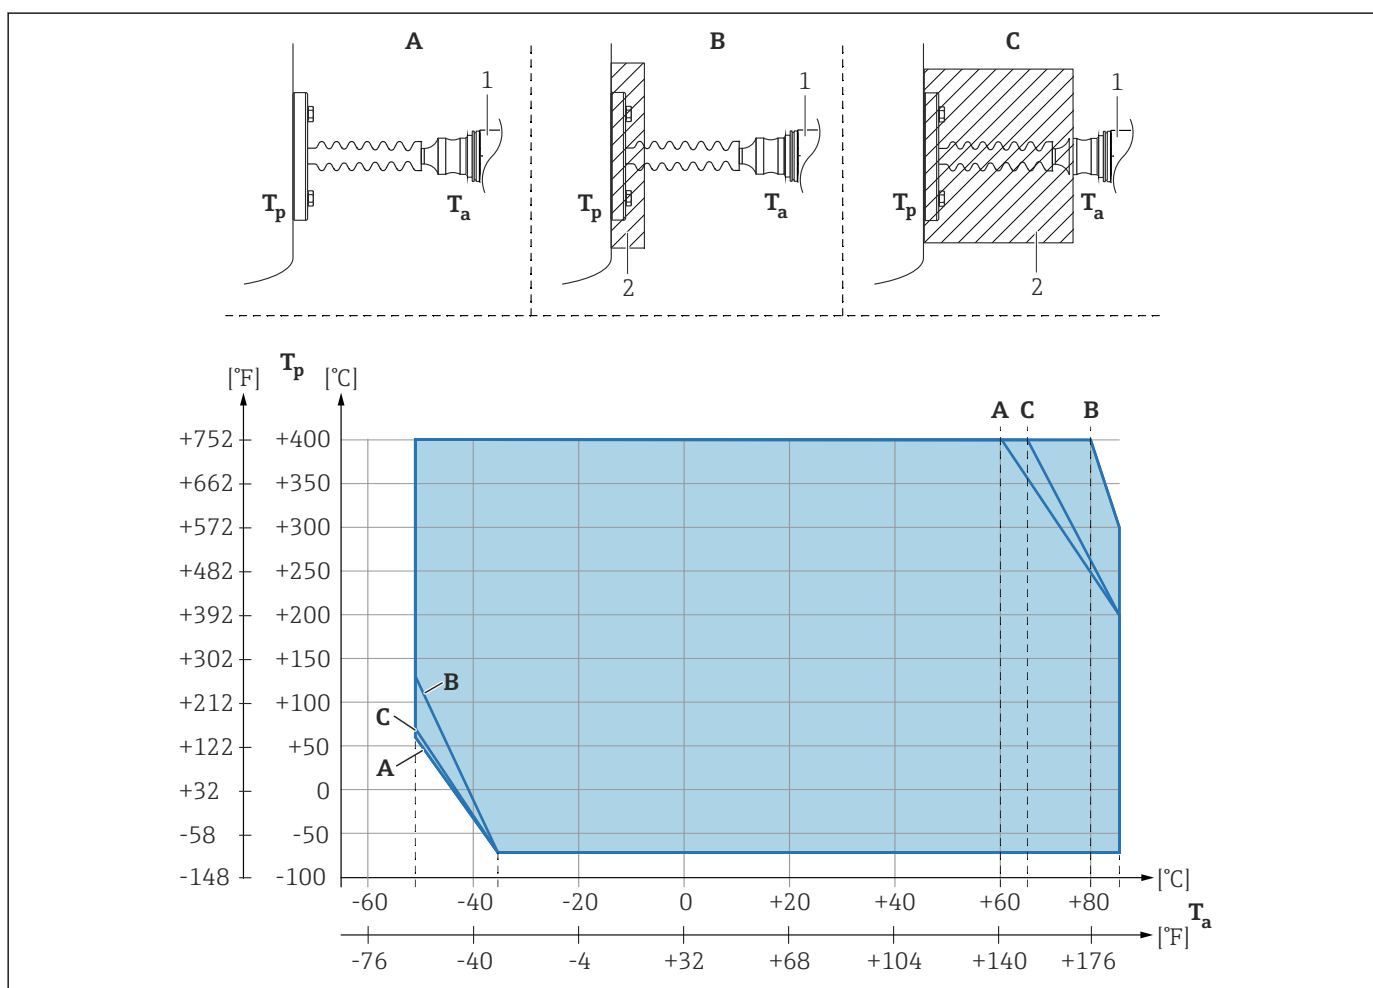 A B C
1 1 1
Tp Ta Tp Ta Tp Ta
2 2 2
Tp
[°F] [°C]
A C B
+752 +400
+662 +350
+572 +300
+482 +250
+392 +200
+302 +150
B
+212 +100
C
+122 +50
A
+32 0
-58 -50
-148 -100
[°C]
-60 -40 -20 0 +20 +40 +60 +80
Ta
[°F]
-76 -40 -4 +32 +68 +104 +140 +176